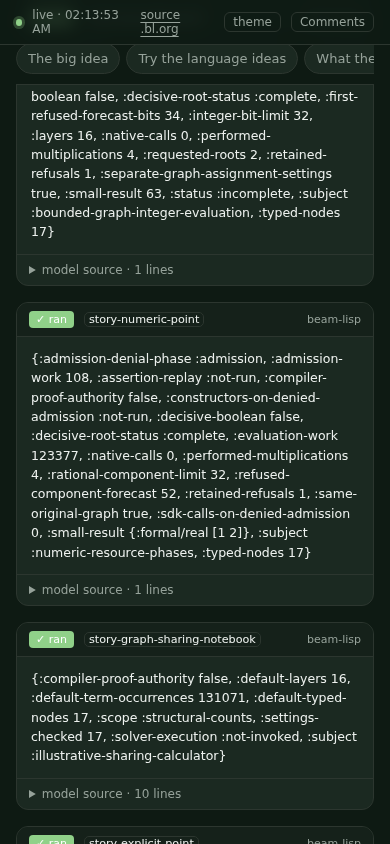 live · 02:13:53 AM
source .bl.org
theme
Comments
The big idea
Try the language ideas
What the
boolean false, :decisive-root-status :complete, :first-
refused-forecast-bits 34, :integer-bit-limit 32,
:layers 16, :native-calls 0, :performed-
multiplications 4, :requested-roots 2, :retained-
refusals 1, :separate-graph-assignment-settings
true, :small-result 63, :status :incomplete, :subject
:bounded-graph-integer-evaluation, :typed-nodes
17}
▶ model source · 1 lines
✓ ran story-numeric-point beam-lisp
{:admission-denial-phase :admission, :admission-
work 108, :assertion-replay :not-run, :compiler-
proof-authority false, :constructors-on-denied-
admission :not-run, :decisive-boolean false,
:decisive-root-status :complete, :evaluation-work
123377, :native-calls 0, :performed-multiplications
4, :rational-component-limit 32, :refused-
component-forecast 52, :retained-refusals 1, :same-
original-graph true, :sdk-calls-on-denied-admission
0, :small-result {:formal/real [1 2]}, :subject
:numeric-resource-phases, :typed-nodes 17}
▶ model source · 1 lines
✓ ran story-graph-sharing-notebook beam-lisp
{:compiler-proof-authority false, :default-layers 16,
:default-term-occurrences 131071, :default-typed-
nodes 17, :scope :structural-counts, :settings-
checked 17, :solver-execution :not-invoked, :subject
:illustrative-sharing-calculator}
▶ model source · 10 lines
✓ ran story-explicit-point beam-lisp